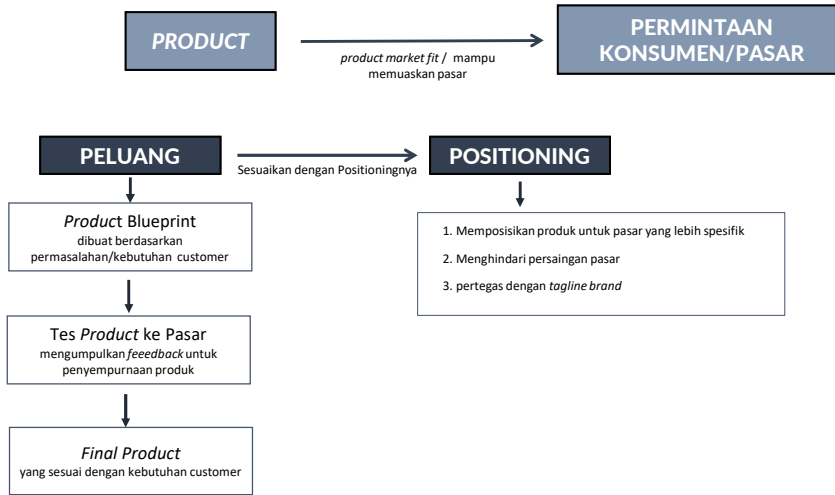 PRODUCT
product market fit / mampu
memuaskan pasar
PERMINTAAN
KONSUMEN/PASAR
PELUANG
Sesuaikan dengan Positioningnya
POSITIONING
Product Blueprint
dibuat berdasarkan
permasalahan/kebutuhan customer
Tes Product ke Pasar
mengumpulkan feeedback untuk
penyempurnaan produk
Final Product
yang sesuai dengan kebutuhan customer
1. Memposisikan produk untuk pasar yang lebih spesifik
2. Menghindari persaingan pasar
3. pertegas dengan tagline brand